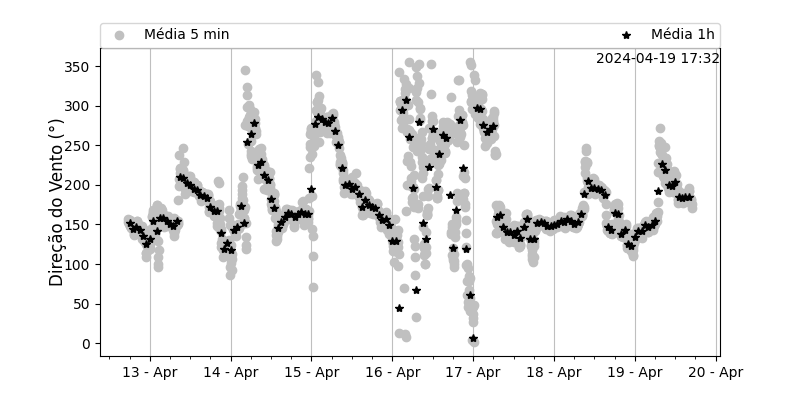 Média 5 min
Média 1h
2024-04-19 17:32
Direção do Vento (°)
350
300
250
200
150
100
50
0
13 - Apr
14 - Apr
15 - Apr
16 - Apr
17 - Apr
18 - Apr
19 - Apr
20 - Apr